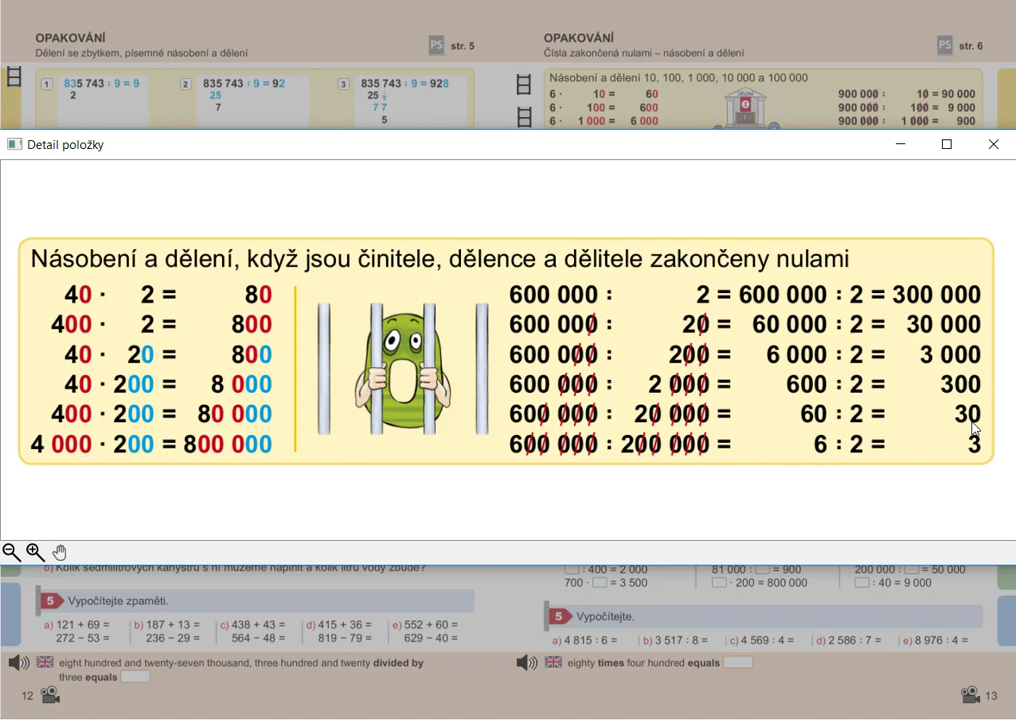 OPAKOVÁNÍ
Dělení se zbytkem, písemné násobení a dělení
PS str. 5
1 835 743 : 9 = 9
2
2 835 743 : 9 = 92
25
7
3 835 743 : 9 = 928
25
7 7
5
OPAKOVÁNÍ
Čísla zakončená nulami – násobení a dělení
PS str. 6
Násobení a dělení 10, 100, 1 000, 10 000 a 100 000
6 · 10 = 60
6 · 100 = 600
6 · 1 000 = 6 000
900 000 : 10 = 90 000
900 000 : 100 = 9 000
900 000 : 1 000 = 900
Detail položky
Násobení a dělení, když jsou činitele, dělence a dělitele zakončeny nulami
40 · 2 = 80
400 · 2 = 800
40 · 20 = 800
40 · 200 = 8 000
400 · 200 = 80 000
4 000 · 200 = 800 000
600 000 : 2 = 600 000 : 2 = 300 000
600 000 : 20 = 60 000 : 2 = 30 000
600 000 : 200 = 6 000 : 2 = 3 000
600 000 : 2 000 = 600 : 2 = 300
600 000 : 20 000 = 60 : 2 = 30
600 000 : 200 000 = 6 : 2 = 3
b) Kolik sedmilitrových kanystrů s ní můžeme naplnit a kolik litrů vody zbude?
5 Vypočítejte zpaměti.
a) 121 + 69 =
272 – 53 =
b) 187 + 13 =
236 – 29 =
c) 438 + 43 =
564 – 48 =
d) 415 + 36 =
819 – 79 =
e) 552 + 60 =
629 – 40 =
eight hundred and twenty-seven thousand, three hundred and twenty divided by
three equals
12
: 400 = 2 000
700 · = 3 500
81 000 : = 900
· 200 = 800 000
200 000 : = 50 000
: 40 = 9 000
5 Vypočítejte.
a) 4 815 : 6 =
b) 3 517 : 8 =
c) 4 569 : 4 =
d) 2 586 : 7 =
e) 8 976 : 4 =
eighty times four hundred equals
13